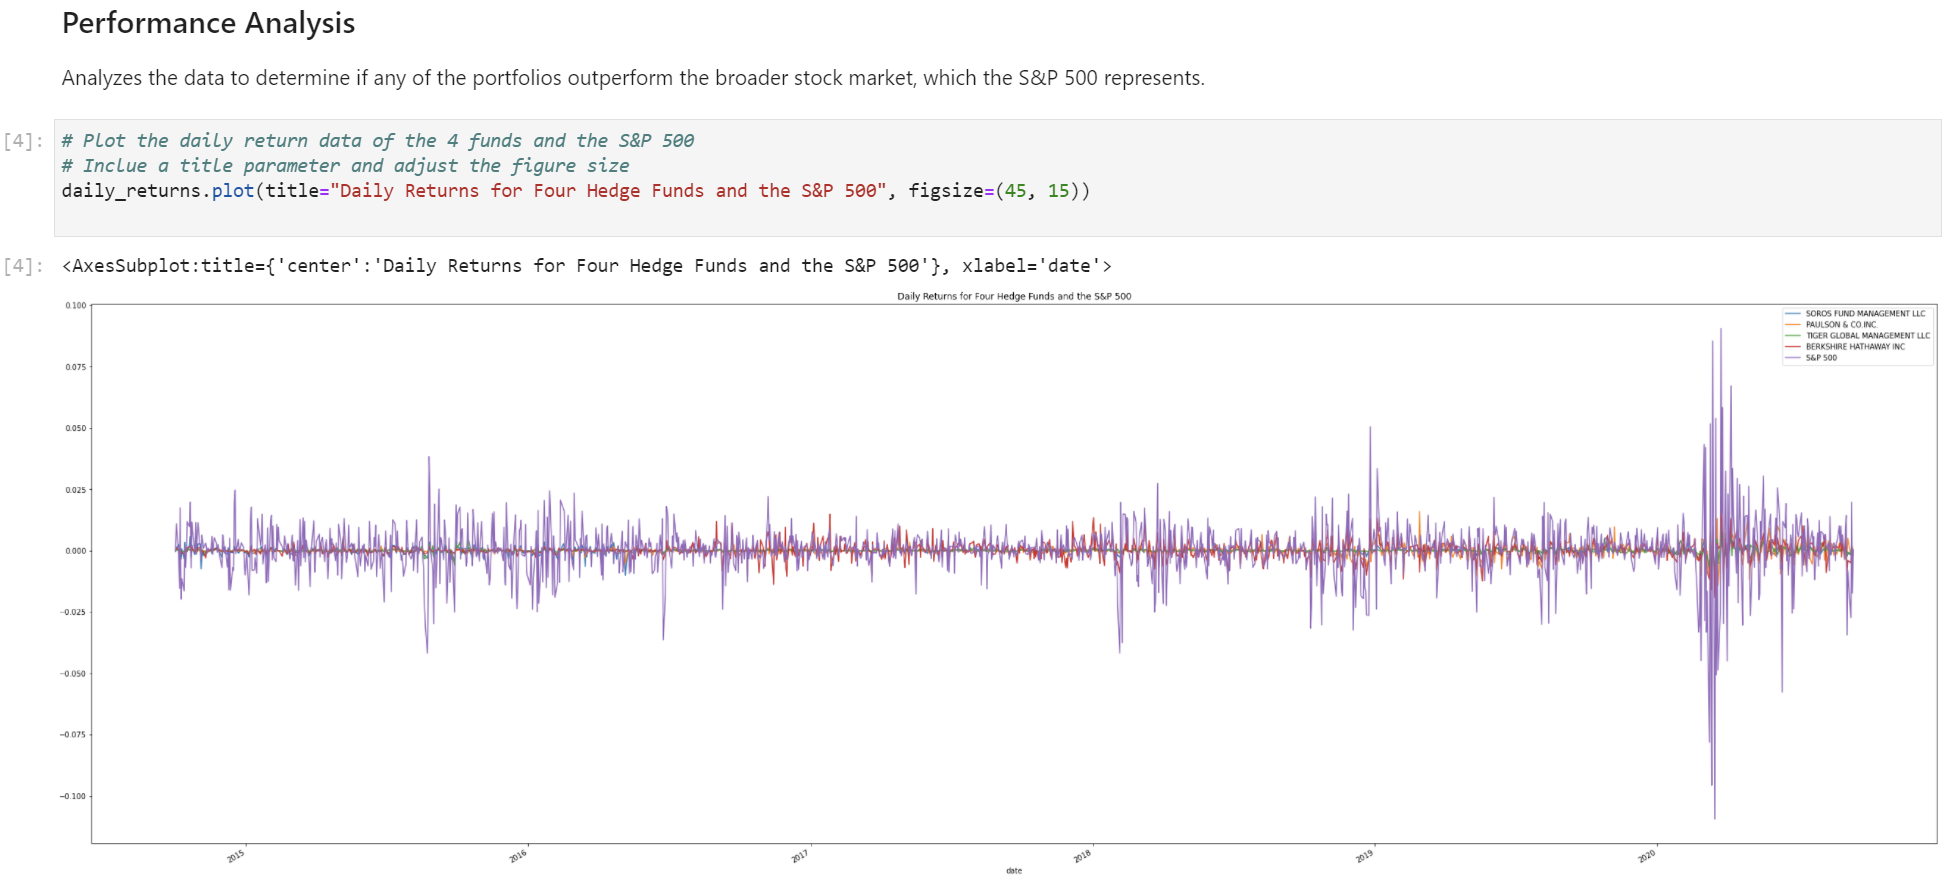 Performance Analysis
Analyzes the data to determine if any of the portfolios outperform the broader stock market, which the S&P 500 represents.
[4]:
# Plot the daily return data of the 4 funds and the S&P 500
# Inclue a title parameter and adjust the figure size
daily_returns.plot(title="Daily Returns for Four Hedge Funds and the S&P 500", figsize=(45, 15))
[4]:
<AxesSubplot:title={'center':'Daily Returns for Four Hedge Funds and the S&P 500'}, xlabel='date'>
Daily Returns for Four Hedge Funds and the S&P 500
0.100
0.075
0.050
0.025
0.000
−0.025
−0.050
−0.075
−0.100
SOROS FUND MANAGEMENT LLC
PAULSON & CO.INC.
TIGER GLOBAL MANAGEMENT LLC
BERKSHIRE HATHAWAY INC
S&P 500
2015
2016
2017
2018
2019
2020
date